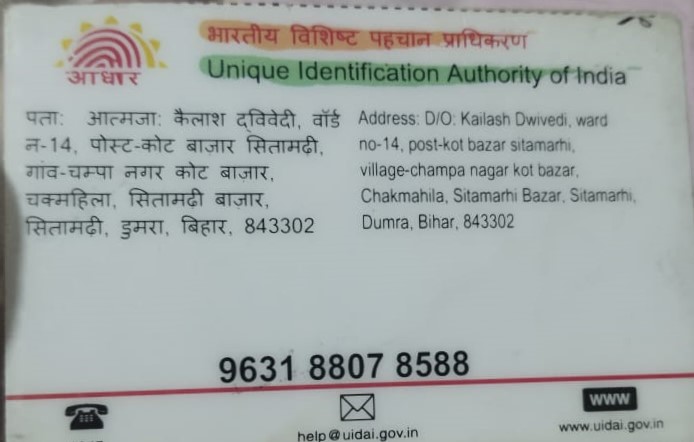 भारतीय विशिष्ट पहचान प्राधिकरण
आधार
Unique Identification Authority of India
पता: आत्मजा: कैलाश द्विवेदी, वॉर्ड
न-14, पोस्ट-कोट बाज़ार सितामढ़ी,
गांव-चम्पा नगर कोट बाज़ार,
चक्महिला, सितामढ़ी बाज़ार,
सितामढ़ी, डुमरा, बिहार, 843302
Address: D/O: Kailash Dwivedi, ward
no-14, post-kot bazar sitamarhi,
village-champa nagar kot bazar,
Chakmahila, Sitamarhi Bazar, Sitamarhi,
Dumra, Bihar, 843302
9631 8807 8588
help@uidai.gov.in
WWW
www.uidai.gov.in